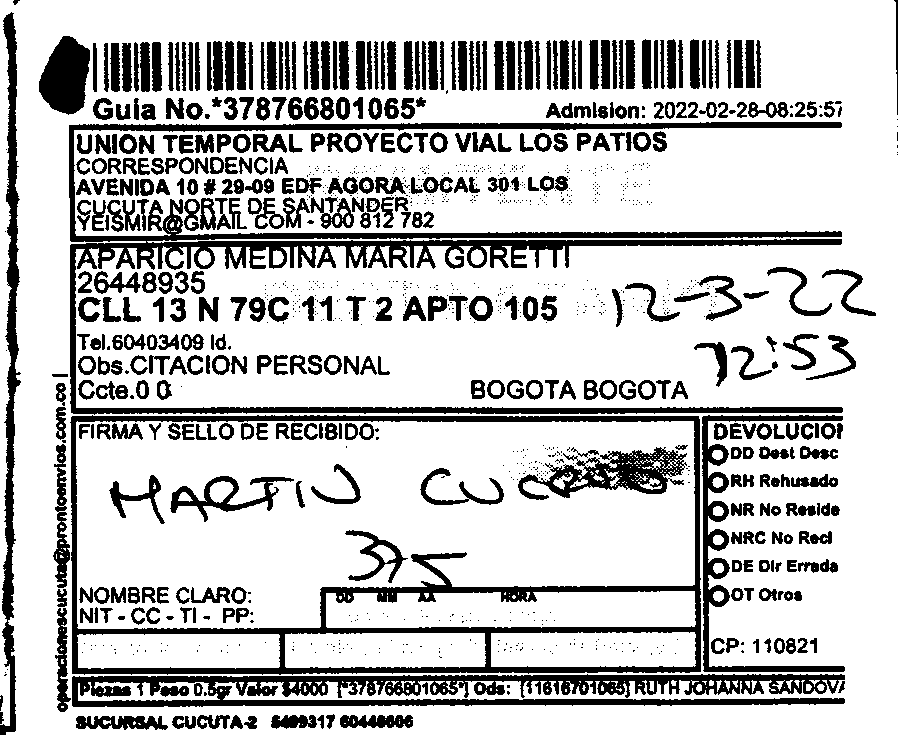 Guia No.*378766801065* Admision: 2022-02-28-08:25:57
UNION TEMPORAL PROYECTO VIAL LOS PATIOS
CORRESPONDENCIA
AVENIDA 10 # 29-09 EDF AGORA LOCAL 301 LOS
CUCUTA NORTE DE SANTANDER
YEISMIR@GMAIL COM - 900 812 782
APARICIO MEDINA MARIA GORETTI
26448935
CLL 13 N 79C 11 T 2 APTO 105
12-3-22
Tel.60403409 Id.
12:53
Obs.CITACION PERSONAL
Ccte.0 0
BOGOTA BOGOTA
operacionescucuta@prontoenvios.com.co |
FIRMA Y SELLO DE RECIBIDO:
MARTIN
375
NOMBRE CLARO:
NIT - CC - TI - PP:
DD MM AA HORA
DEVOLUCIO
DD Dest Desc
RH Rehusado
NR No Reside
NRC No Recl
DE Dir Errada
OT Otros
CP: 110821
Piezas 1 Peso 0.5gr Valor $4000 [*378766801065*] Ods: [11616701065] RUTH JOHANNA SANDOVA
SUCURSAL CUCUTA-2 5499317 60448606